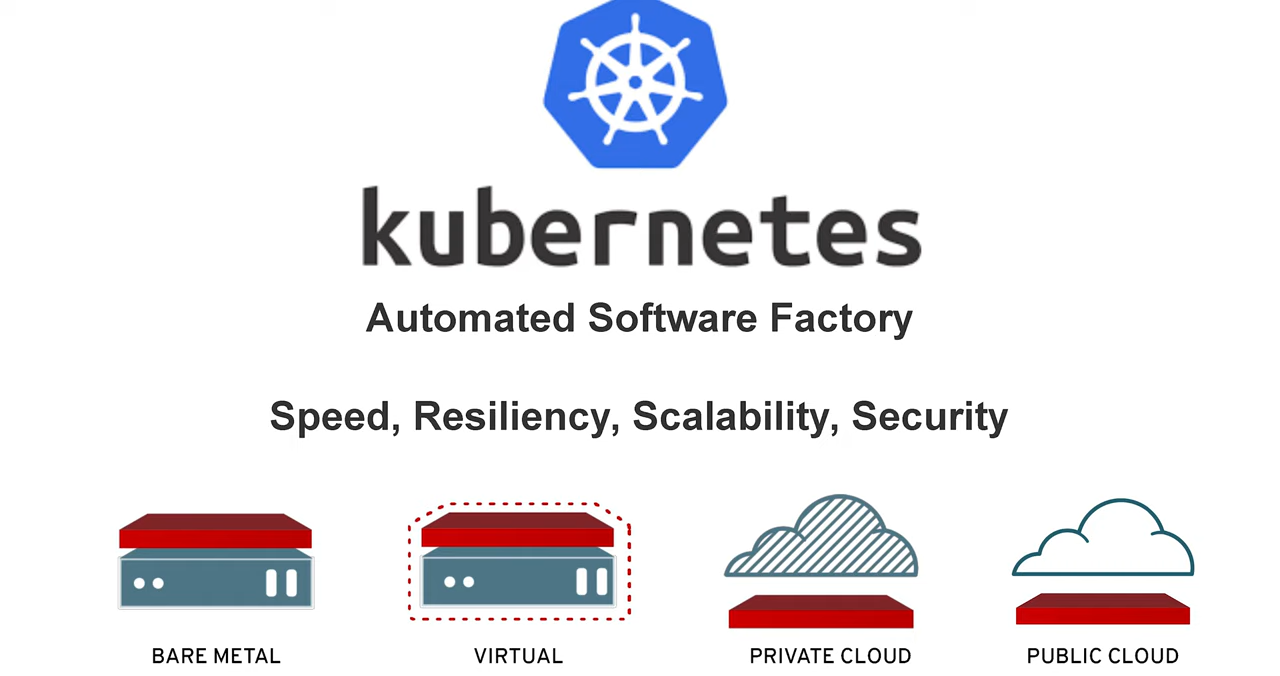 kubernetes
Automated Software Factory
Speed, Resiliency, Scalability, Security
BARE METAL
VIRTUAL
PRIVATE CLOUD
PUBLIC CLOUD